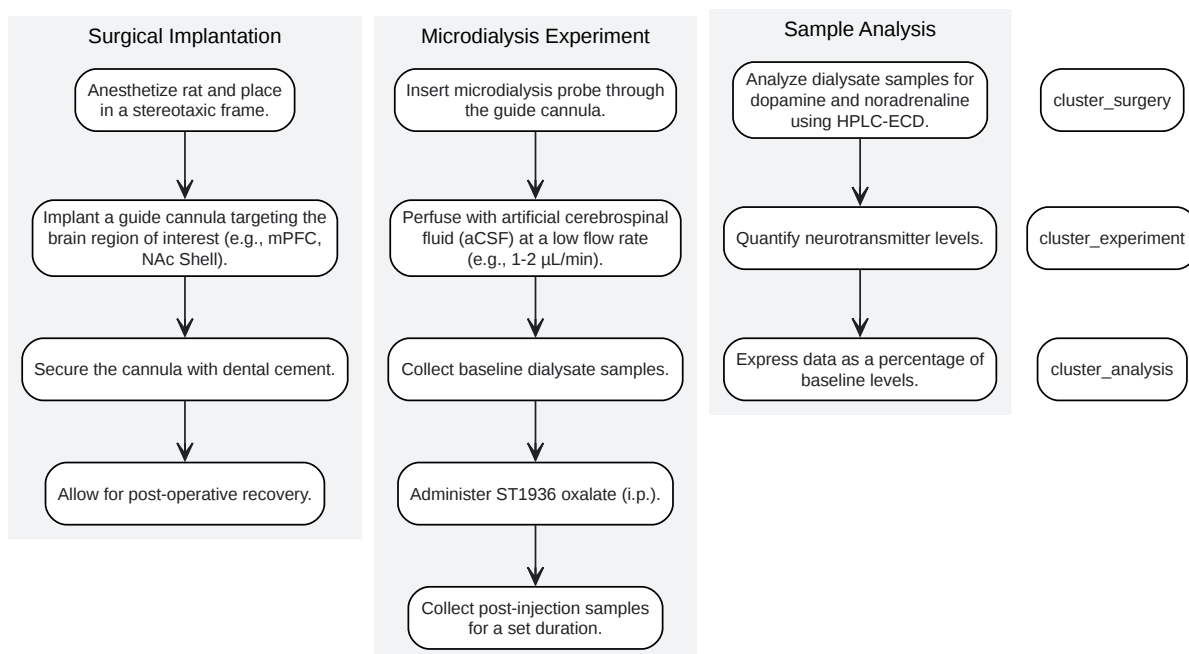 Surgical Implantation
Anesthetize rat and place
in a stereotaxic frame.
Implant a guide cannula targeting the
brain region of interest (e.g., mPFC,
NAc Shell).
Secure the cannula with dental cement.
Allow for post-operative recovery.
Microdialysis Experiment
Insert microdialysis probe through
the guide cannula.
Perfuse with artificial cerebrospinal
fluid (aCSF) at a low flow rate
(e.g., 1-2 µL/min).
Collect baseline dialysate samples.
Administer ST1936 oxalate (i.p.).
Collect post-injection samples
for a set duration.
Sample Analysis
Analyze dialysate samples for
dopamine and noradrenaline
using HPLC-ECD.
Quantify neurotransmitter levels.
Express data as a percentage of
baseline levels.
cluster_surgery
cluster_experiment
cluster_analysis